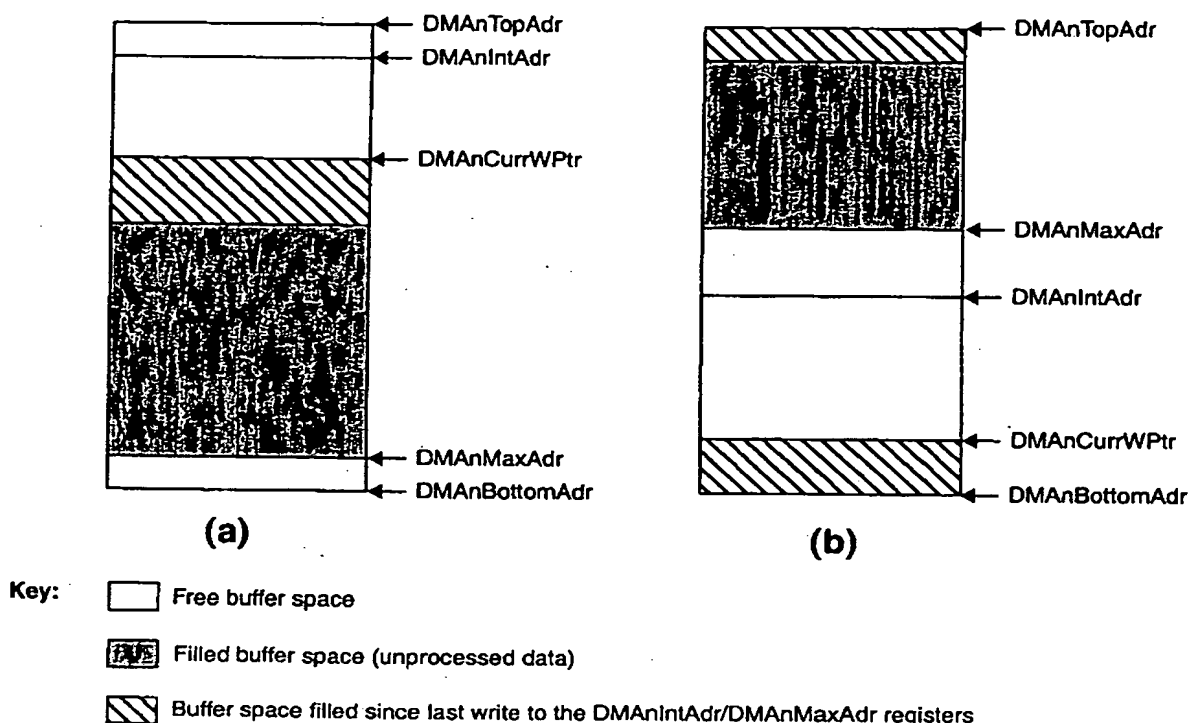 DMAnTopAdr
DMAnIntAdr
DMAnCurrWPtr
DMAnMaxAdr
DMAnBottomAdr
(a)
DMAnTopAdr
DMAnMaxAdr
DMAnIntAdr
DMAnCurrWPtr
DMAnBottomAdr
(b)
Key:
Free buffer space
Filled buffer space (unprocessed data)
Buffer space filled since last write to the DMAnIntAdr/DMAnMaxAdr registers